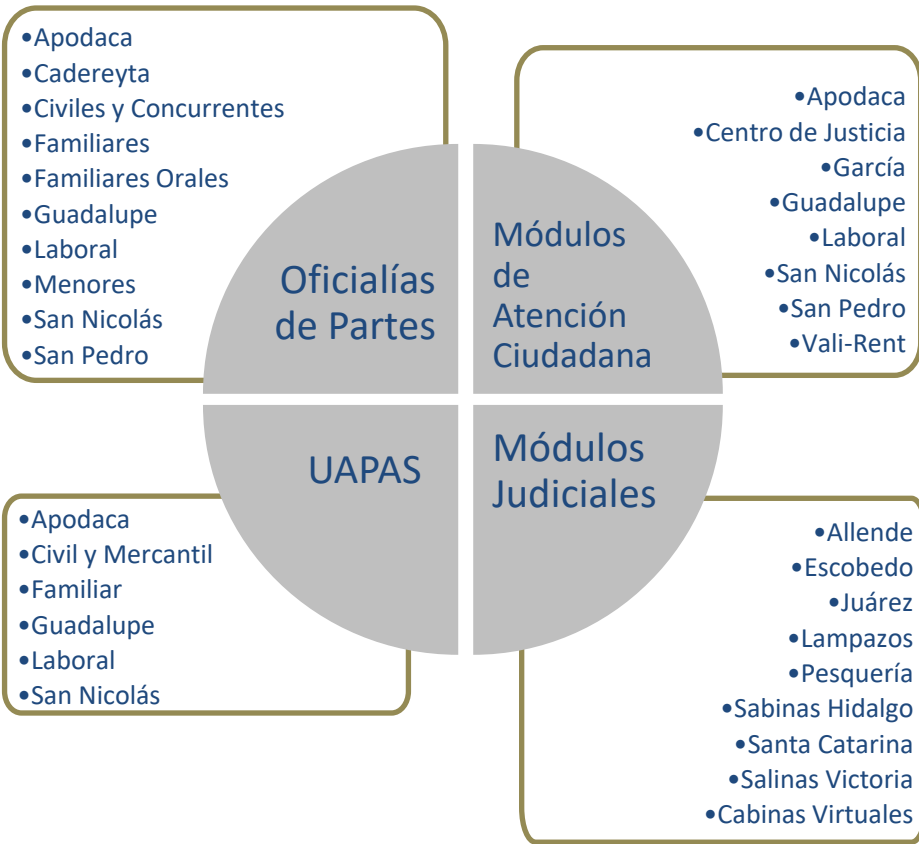 •Apodaca
•Cadereyta
•Civiles y Concurrentes
•Familiares
•Familiares Orales
•Guadalupe
•Laboral
•Menores
•San Nicolás
•San Pedro
Oficialías
de Partes
•Apodaca
•Centro de Justicia
•García
•Guadalupe
•Laboral
•San Nicolás
•San Pedro
•Vali-Rent
Módulos
de
Atención
Ciudadana
UAPAS
•Apodaca
•Civil y Mercantil
•Familiar
•Guadalupe
•Laboral
•San Nicolás
Módulos
Judiciales
•Allende
•Escobedo
•Juárez
•Lampazos
•Pesquería
•Sabinas Hidalgo
•Santa Catarina
•Salinas Victoria
•Cabinas Virtuales